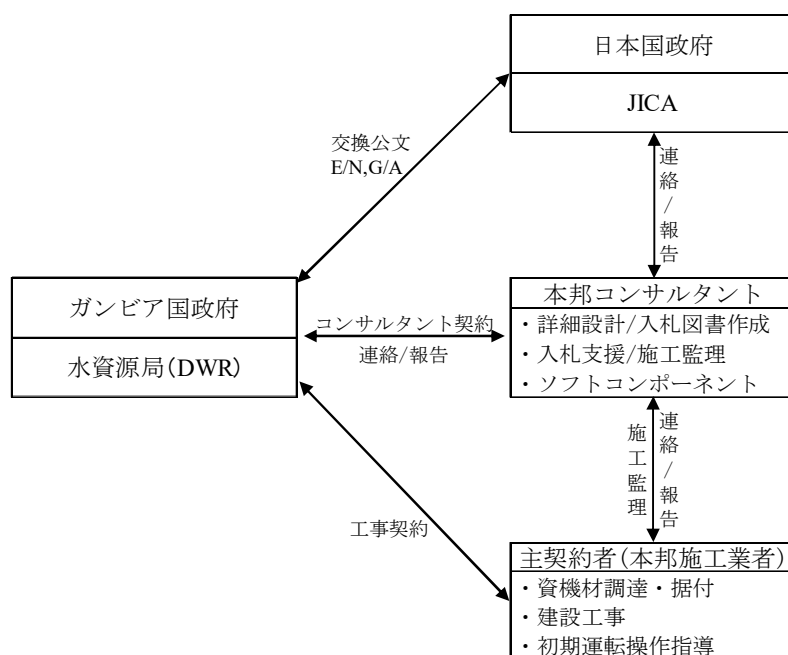 日本国政府
JICA
交換公文
E/N,G/A
連絡/報告
ガンビア国政府
水資源局(DWR)
コンサルタント契約
連絡/報告
本邦コンサルタント
・詳細設計/入札図書作成
・入札支援/施工監理
・ソフトコンポーネント
施工監理
連絡/報告
工事契約
主契約者(本邦施工業者)
・資機材調達・据付
・建設工事
・初期運転操作指導